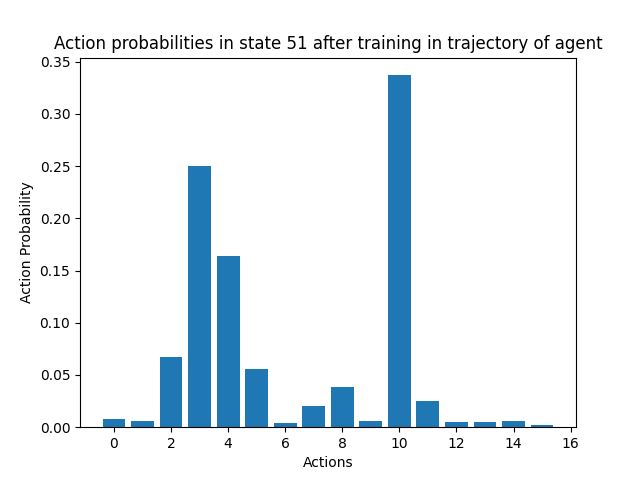 Action probabilities in state 51 after training in trajectory of agent
0.35
0.30
0.25
0.20
0.15
0.10
0.05
0.00
Action Probability
0 2 4 6 8 10 12 14 16
Actions